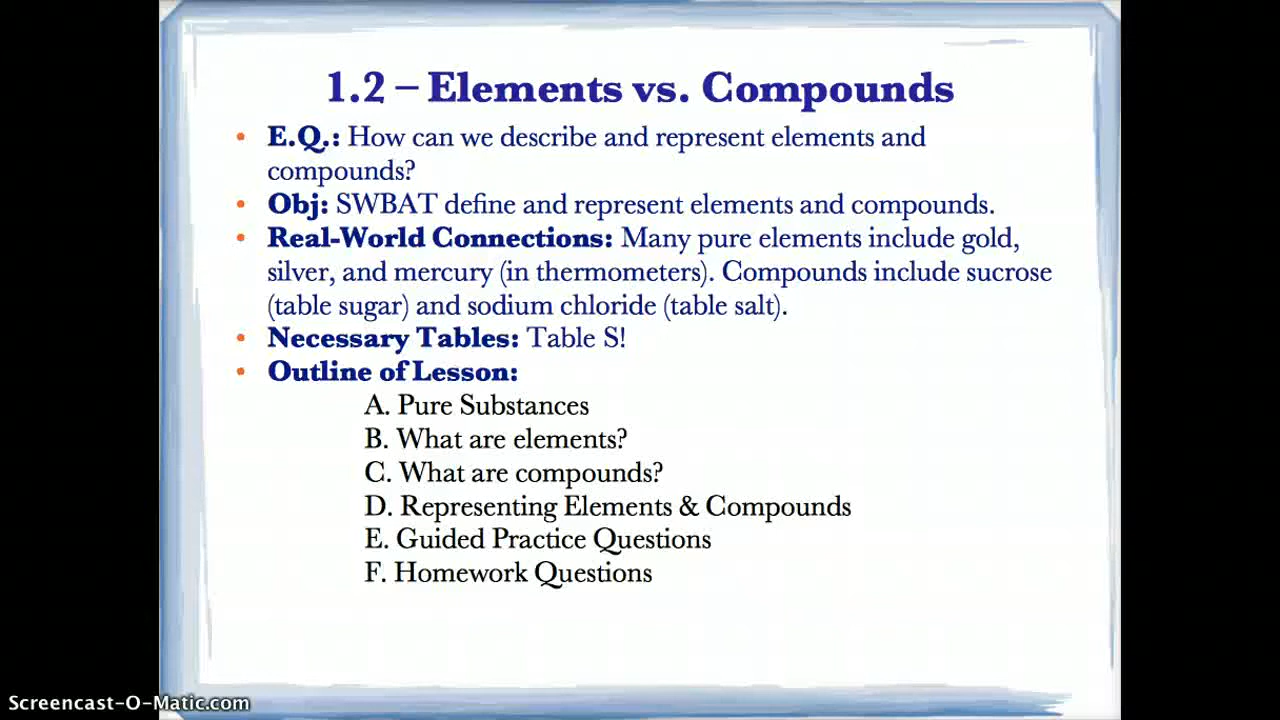 1.2 – Elements vs. Compounds
• E.Q.: How can we describe and represent elements and
compounds?
• Obj: SWBAT define and represent elements and compounds.
• Real-World Connections: Many pure elements include gold,
silver, and mercury (in thermometers). Compounds include sucrose
(table sugar) and sodium chloride (table salt).
• Necessary Tables: Table S!
• Outline of Lesson:
A. Pure Substances
B. What are elements?
C. What are compounds?
D. Representing Elements & Compounds
E. Guided Practice Questions
F. Homework Questions
Screencast-O-Matic.com